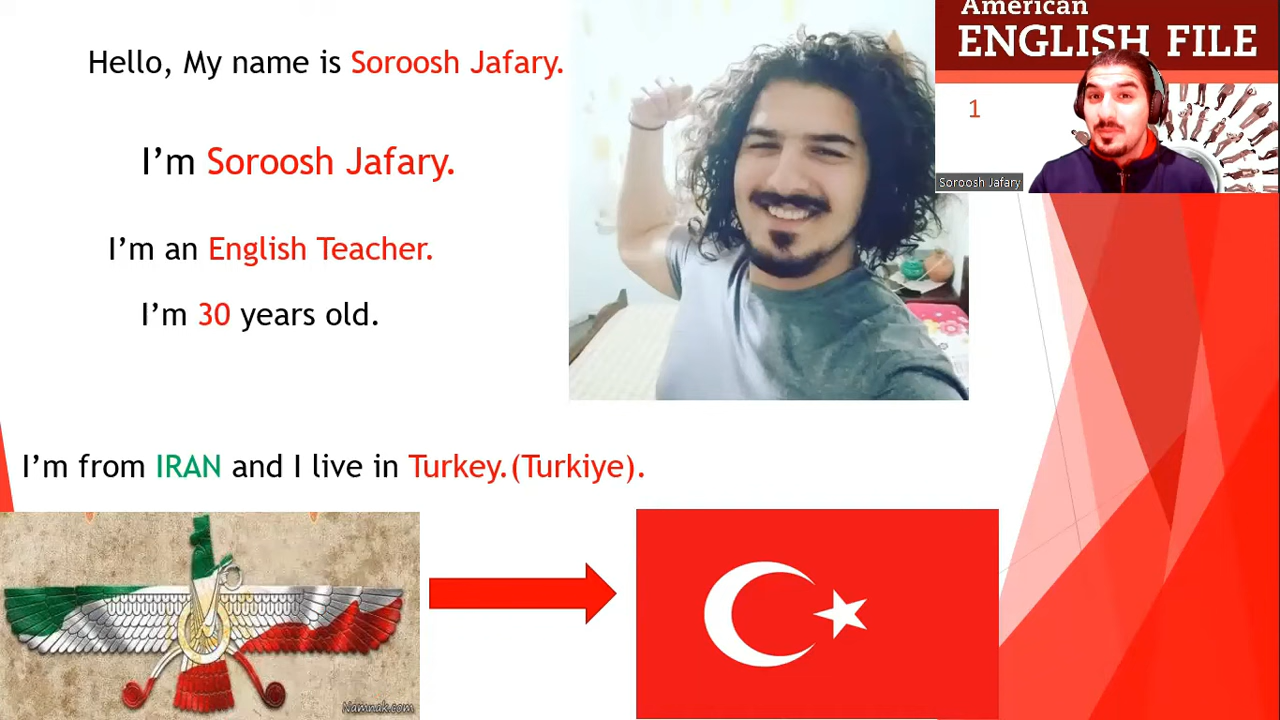 Hello, My name is Soroosh Jafary.
I'm Soroosh Jafary.
I'm an English Teacher.
I'm 30 years old.
I'm from IRAN and I live in Turkey.(Turkiye).
American
ENGLISH FILE
1
Soroosh Jafary
Namnak.com